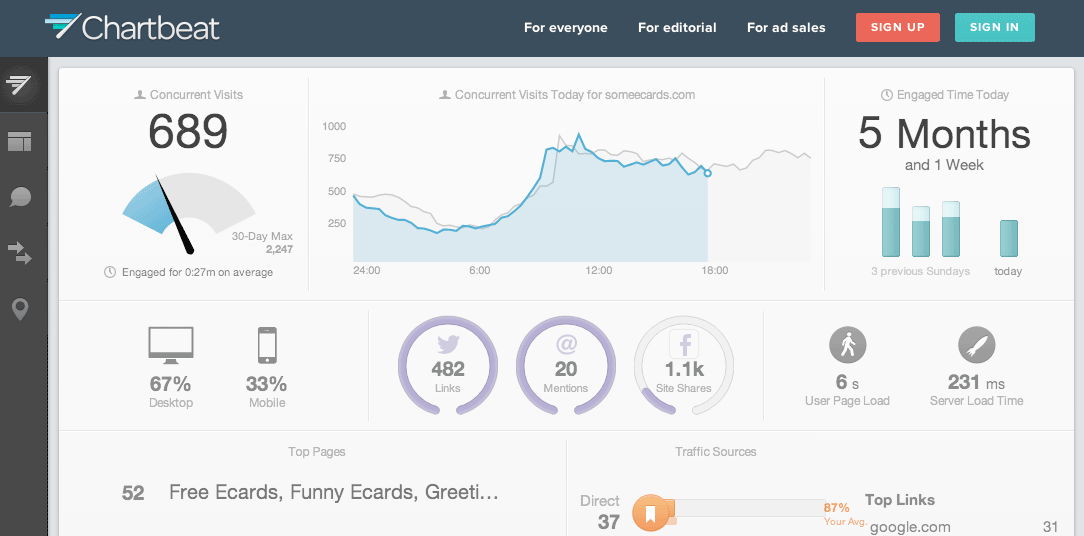 Chartbeat
For everyone For editorial For ad sales SIGN UP SIGN IN
Concurrent Visits
689
30-Day Max
2,247
Engaged for 0:27m on average
Concurrent Visits Today for someecards.com
1000
750
500
250
24:00 6:00 12:00 18:00
Engaged Time Today
5 Months
and 1 Week
3 previous Sundays today
67%
Desktop
33%
Mobile
482
Links
@
20
Mentions
f
1.1k
Site Shares
6 s
User Page Load
231 ms
Server Load Time
Top Pages
52 Free Ecards, Funny Ecards, Greeti...
Traffic Sources
Direct
37
87%
Your Avg.
Top Links
google.com 31